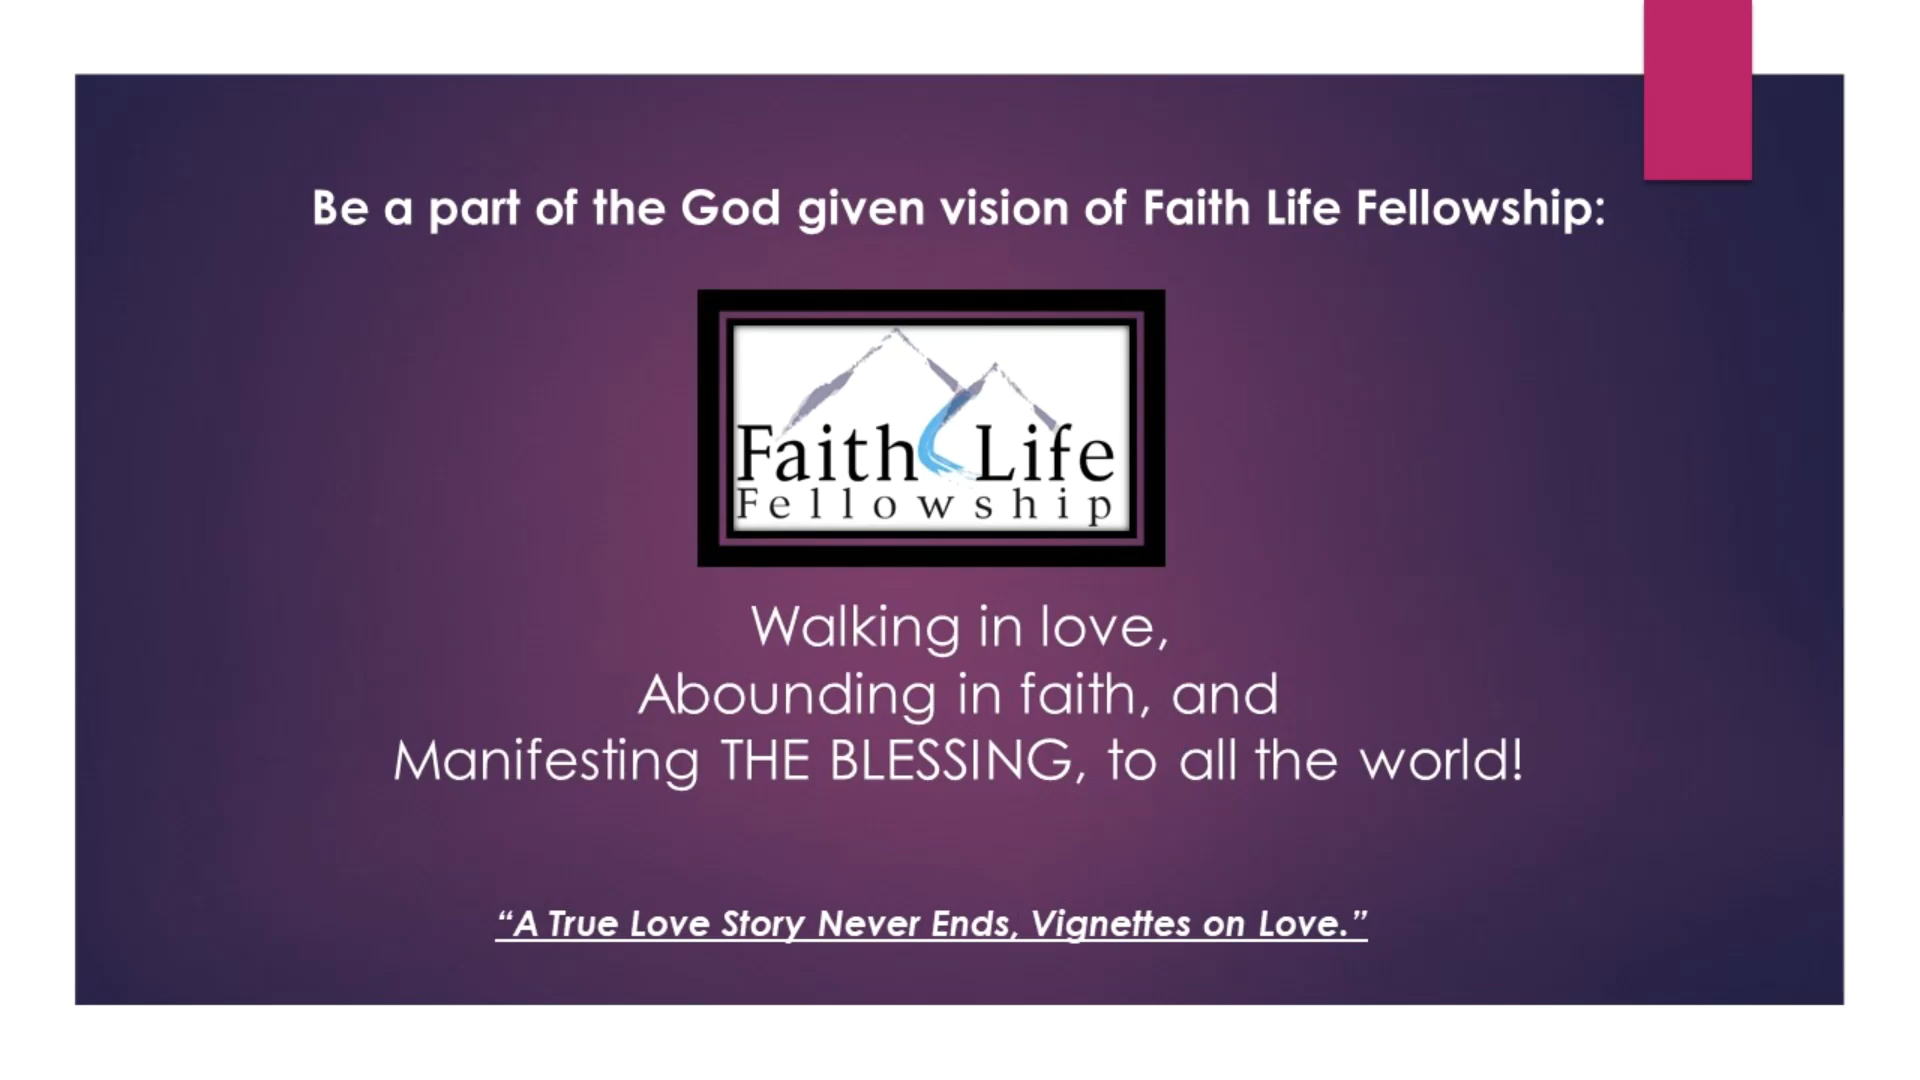 Be a part of the God given vision of Faith Life Fellowship:
Faith Life
Fellowship
Walking in love,
Abounding in faith, and
Manifesting THE BLESSING, to all the world!
“A True Love Story Never Ends, Vignettes on Love.”